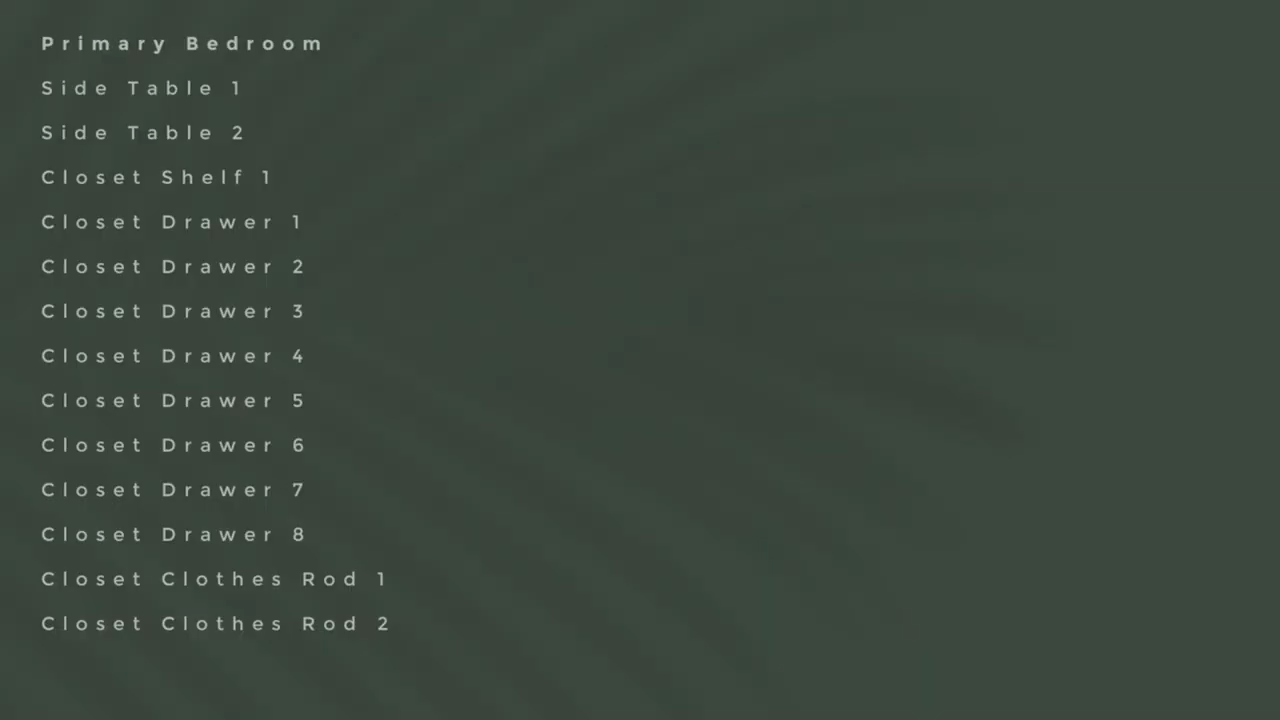 Primary Bedroom
Side Table 1
Side Table 2
Closet Shelf 1
Closet Drawer 1
Closet Drawer 2
Closet Drawer 3
Closet Drawer 4
Closet Drawer 5
Closet Drawer 6
Closet Drawer 7
Closet Drawer 8
Closet Clothes Rod 1
Closet Clothes Rod 2